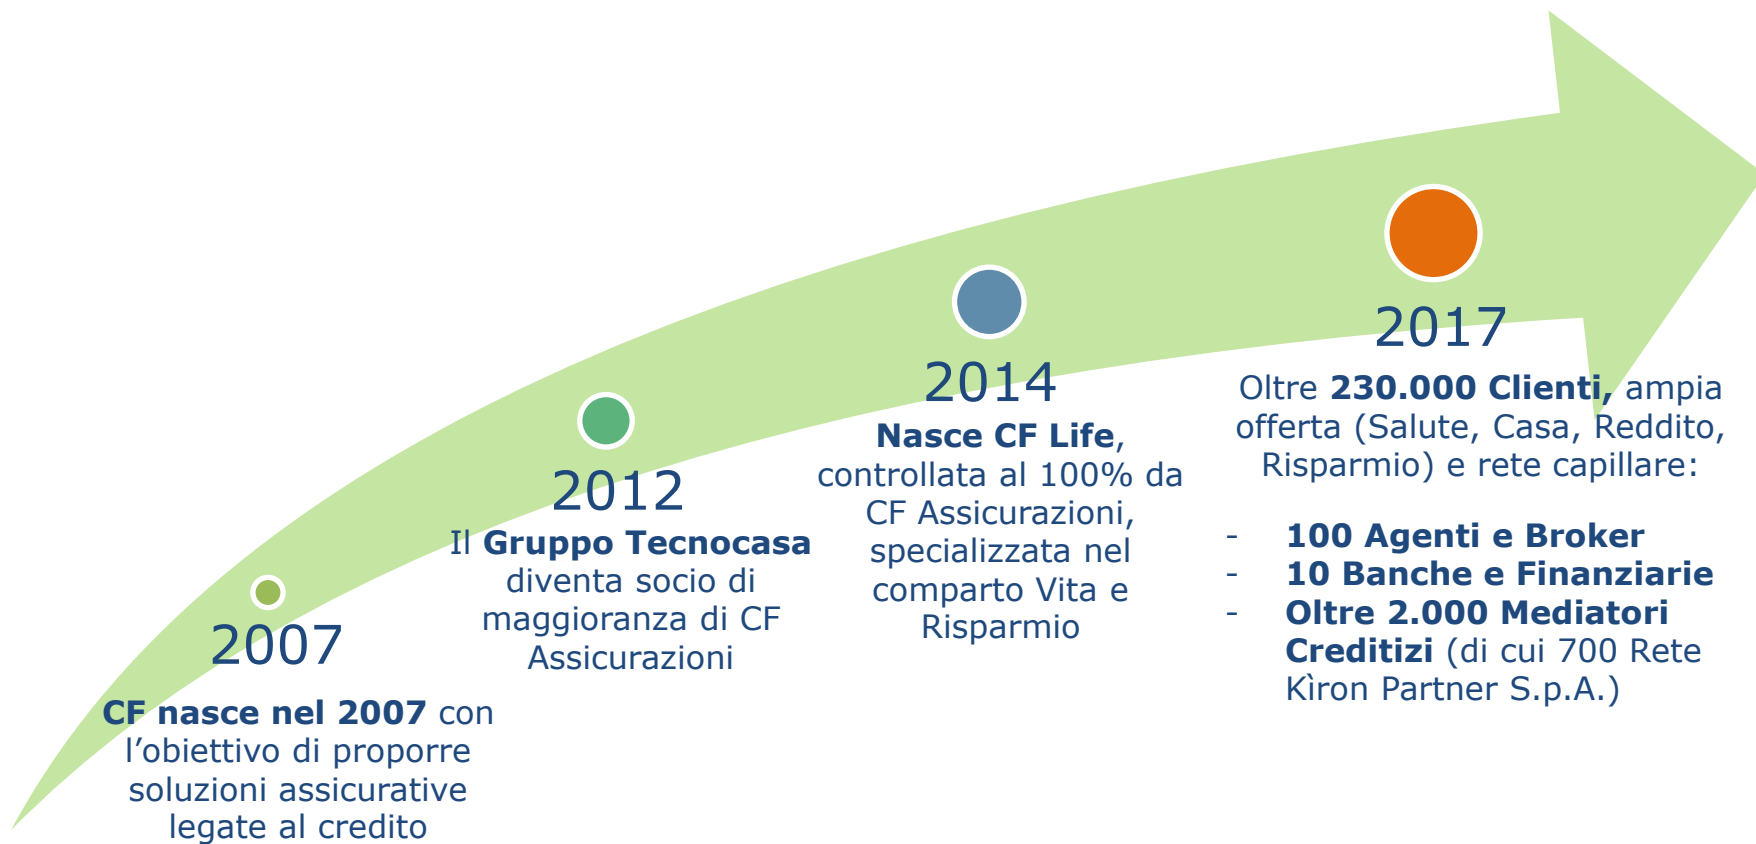 2007
CF nasce nel 2007 con
l’obiettivo di proporre
soluzioni assicurative
legate al credito
2012
Il Gruppo Tecnocasa
diventa socio di
maggioranza di CF
Assicurazioni
2014
Nasce CF Life,
controllata al 100% da
CF Assicurazioni,
specializzata nel
comparto Vita e
Risparmio
2017
Oltre 230.000 Clienti, ampia
offerta (Salute, Casa, Reddito,
Risparmio) e rete capillare:
- 100 Agenti e Broker
- 10 Banche e Finanziarie
- Oltre 2.000 Mediatori
Creditizi (di cui 700 Rete
Kìron Partner S.p.A.)